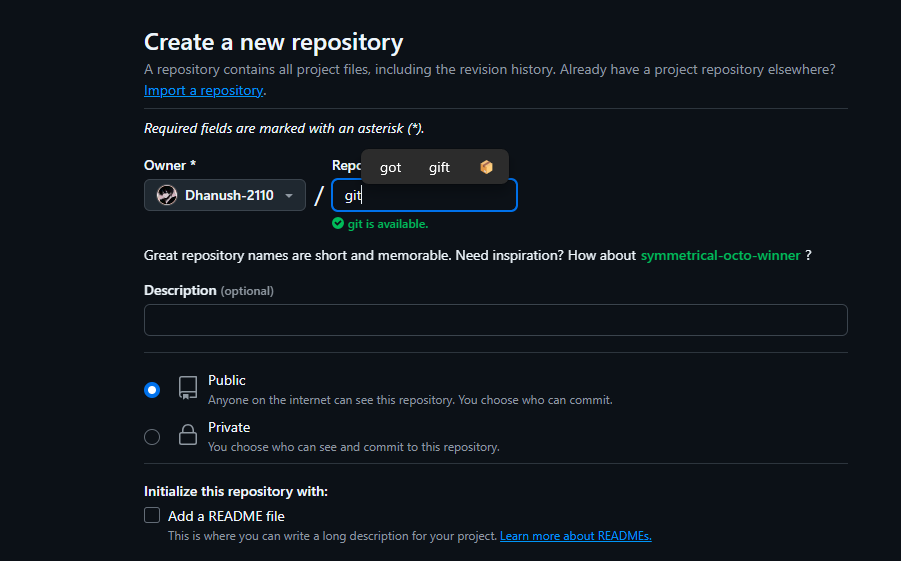 Create a new repository
A repository contains all project files, including the revision history. Already have a project repository elsewhere?
Import a repository.
Required fields are marked with an asterisk (*).
Owner *
Repo
got gift
Dhanush-2110
/
git
git is available.
Great repository names are short and memorable. Need inspiration? How about symmetrical-octo-winner ?
Description (optional)
Public
Anyone on the internet can see this repository. You choose who can commit.
Private
You choose who can see and commit to this repository.
Initialize this repository with:
Add a README file
This is where you can write a long description for your project. Learn more about READMEs.